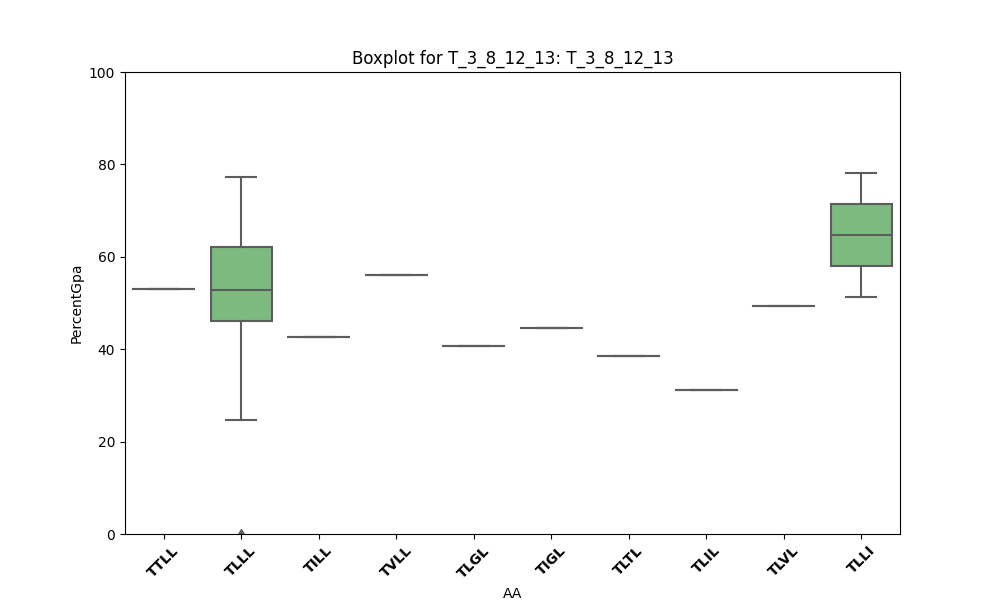 Boxplot for T_3_8_12_13: T_3_8_12_13
100
80
60
40
20
0
PercentGpa
TTLL
TLLL
TILL
TVLL
TLGL
TIGL
TLTL
TLIL
TLVL
TLLI
AA